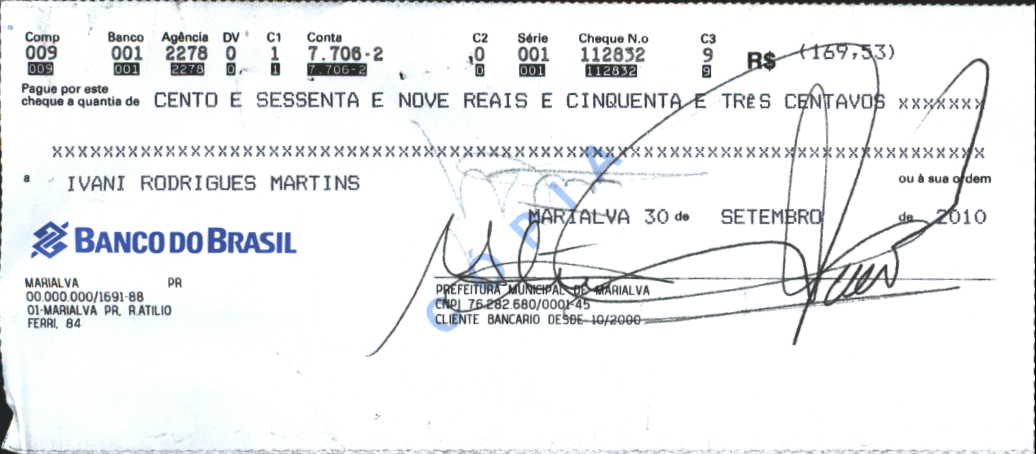 Comp Banco Agência DV C1 Conta C2 Série Cheque N.o C3
009 001 2278 0 1 7.706-2 0 001 112832 9 R$ (169,53)
009 001 2278 0 1 7.706-2 0 001 112832 9
Pague por este
cheque a quantia de CENTO E SESSENTA E NOVE REAIS E CINQUENTA E TRÊS CENTAVOS xxxxxxx
xxxxxxxxxxxxxxxxxxxxxxxxxxxxxxxxxxxxxxxxxxxxxxxxxxxxxxxxxxxxxxxxxxxxxxxx
a IVANI RODRIGUES MARTINS ou à sua ordem
MARIALVA 30 de SETEMBRO de 2010
BANCO DO BRASIL
CÓPIA
MARIALVA PR
00.000.000/1691-88
01-MARIALVA PR, R.ATILIO
FERRI, 84
PREFEITURA MUNICIPAL DE MARIALVA
CNPJ 76.282.680/0001-45
CLIENTE BANCARIO DESDE 10/2000